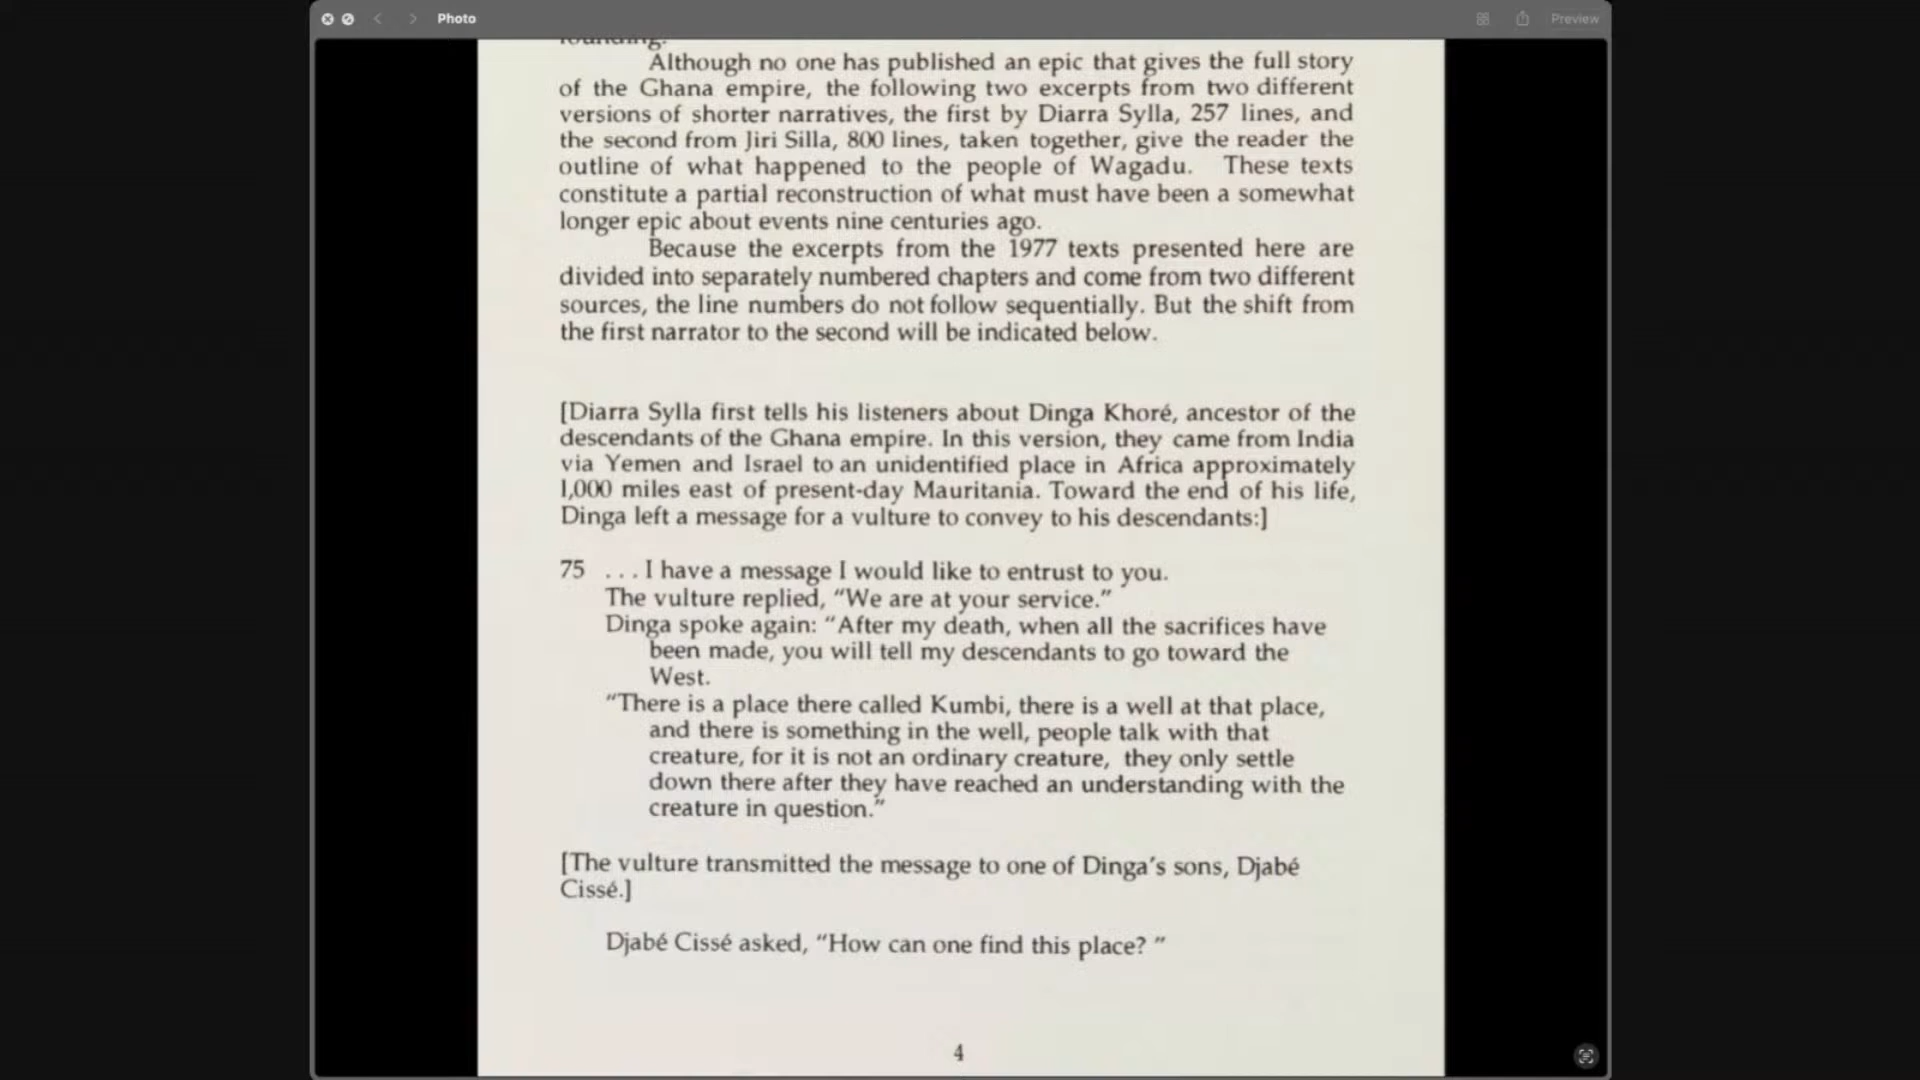 Photo
Preview
founding.
Although no one has published an epic that gives the full story
of the Ghana empire, the following two excerpts from two different
versions of shorter narratives, the first by Diarra Sylla, 257 lines, and
the second from Jiri Silla, 800 lines, taken together, give the reader the
outline of what happened to the people of Wagadu. These texts
constitute a partial reconstruction of what must have been a somewhat
longer epic about events nine centuries ago.
Because the excerpts from the 1977 texts presented here are
divided into separately numbered chapters and come from two different
sources, the line numbers do not follow sequentially. But the shift from
the first narrator to the second will be indicated below.
[Diarra Sylla first tells his listeners about Dinga Khoré, ancestor of the
descendants of the Ghana empire. In this version, they came from India
via Yemen and Israel to an unidentified place in Africa approximately
1,000 miles east of present-day Mauritania. Toward the end of his life,
Dinga left a message for a vulture to convey to his descendants:]
75 . . . I have a message I would like to entrust to you.
The vulture replied, “We are at your service.”
Dinga spoke again: “After my death, when all the sacrifices have
been made, you will tell my descendants to go toward the
West.
“There is a place there called Kumbi, there is a well at that place,
and there is something in the well, people talk with that
creature, for it is not an ordinary creature, they only settle
down there after they have reached an understanding with the
creature in question.”
[The vulture transmitted the message to one of Dinga’s sons, Djabé
Cissé.]
Djabé Cissé asked, “How can one find this place? ”
4